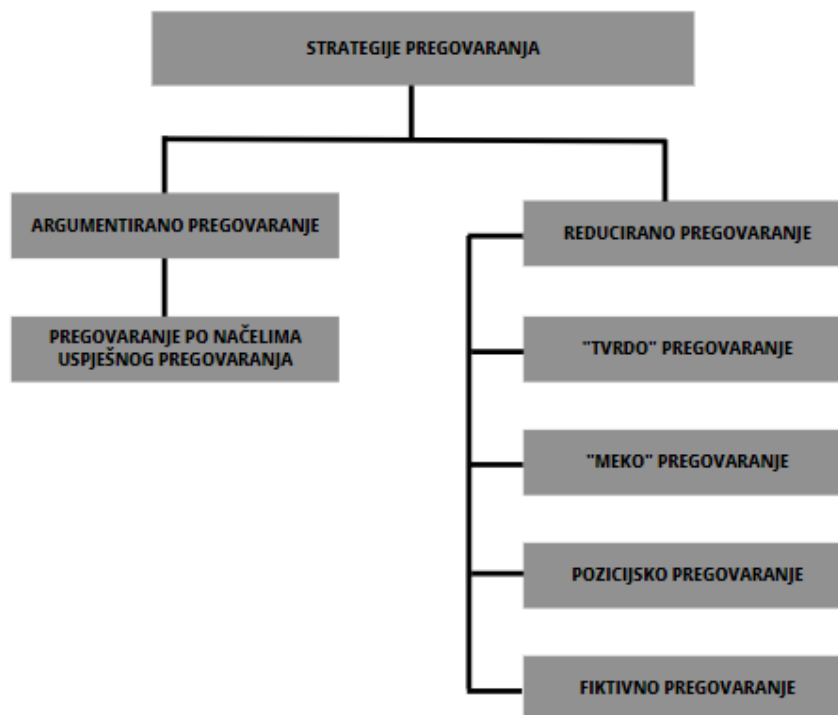 STRATEGIJE PREGOVARANJA
ARGUMENTIRANO PREGOVARANJE
PREGOVARANJE PO NAČELIMA
USPJEŠNOG PREGOVARANJA
REDUCIRANO PREGOVARANJE
"TVRDO" PREGOVARANJE
"MEKO" PREGOVARANJE
POZICIJSKO PREGOVARANJE
FIKTIVNO PREGOVARANJE